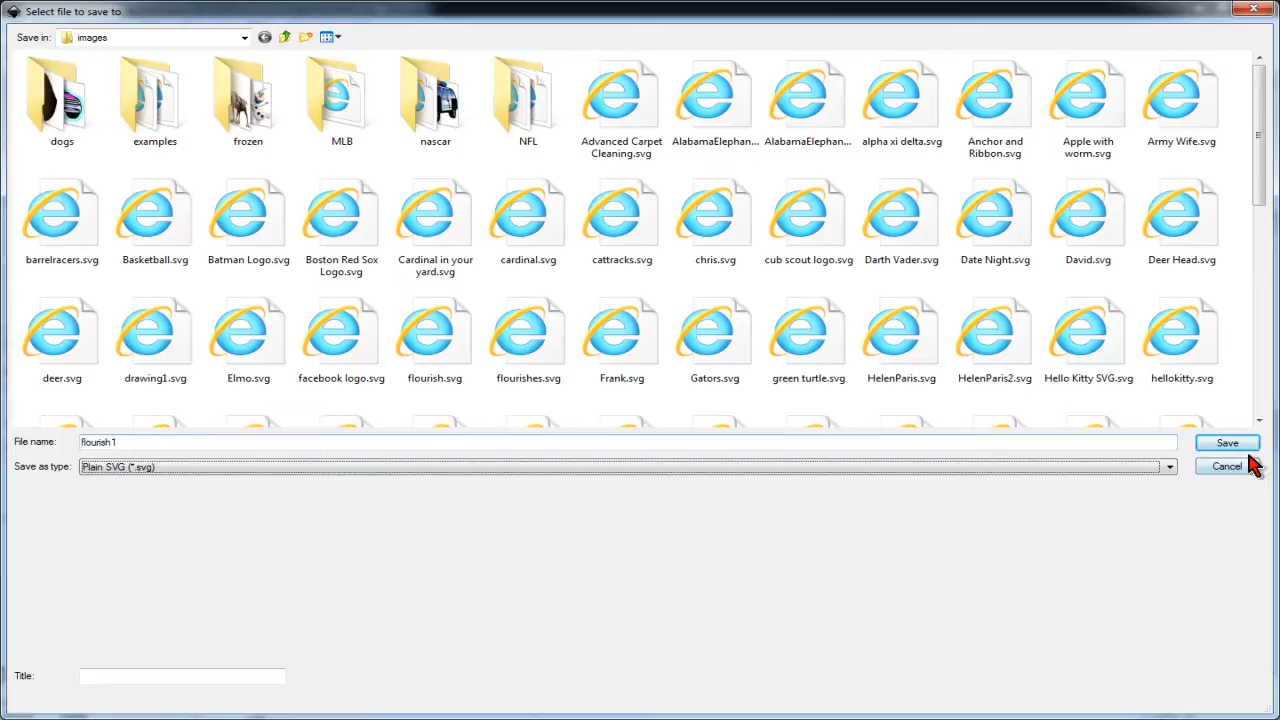 Select file to save to
Save in: images
dogs examples frozen MLB nascar NFL Advanced Carpet AlabamaElephan... AlabamaElephan... alpha xi delta.svg Anchor and Apple with Army Wife.svg
Cleaning.svg Ribbon.svg worm.svg
barrelracers.svg Basketball.svg Batman Logo.svg Boston Red Sox Cardinal in your cardinal.svg cattracks.svg chris.svg cub scout logo.svg Darth Vader.svg Date Night.svg David.svg Deer Head.svg
Logo.svg yard.svg
deer.svg drawing1.svg Elmo.svg facebook logo.svg flourish.svg flourishes.svg Frank.svg Gators.svg green turtle.svg HelenParis.svg HelenParis2.svg Hello Kitty SVG.svg hellokitty.svg
File name: flourish1 Save
Save as type: Plain SVG (*.svg) Cancel
Title: